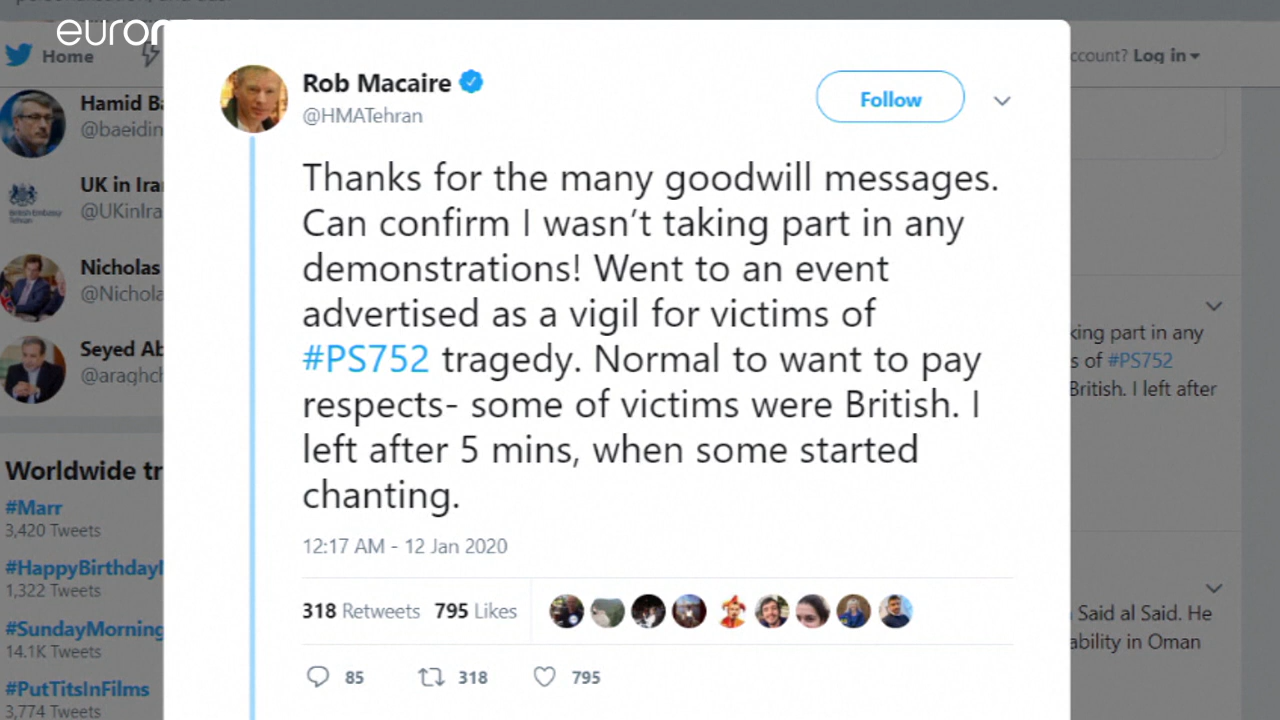 euron
Home
ccount? Log in
Hamid Ba
@baeidin
UK in Ira
@UKinIra
Nicholas
@Nichola
Seyed Ab
@araghch
Worldwide tr
#Marr
3,420 Tweets
#HappyBirthday
1,322 Tweets
#SundayMorning
14.1K Tweets
#PutTitsInFilms
3,774 Tweets
Rob Macaire
@HMATehran
Follow
Thanks for the many goodwill messages.
Can confirm I wasn't taking part in any
demonstrations! Went to an event
advertised as a vigil for victims of
#PS752 tragedy. Normal to want to pay
respects- some of victims were British. I
left after 5 mins, when some started
chanting.
12:17 AM - 12 Jan 2020
318 Retweets 795 Likes
85 318 795
king part in any
s of #PS752
British. I left after
Said al Said. He
ability in Oman